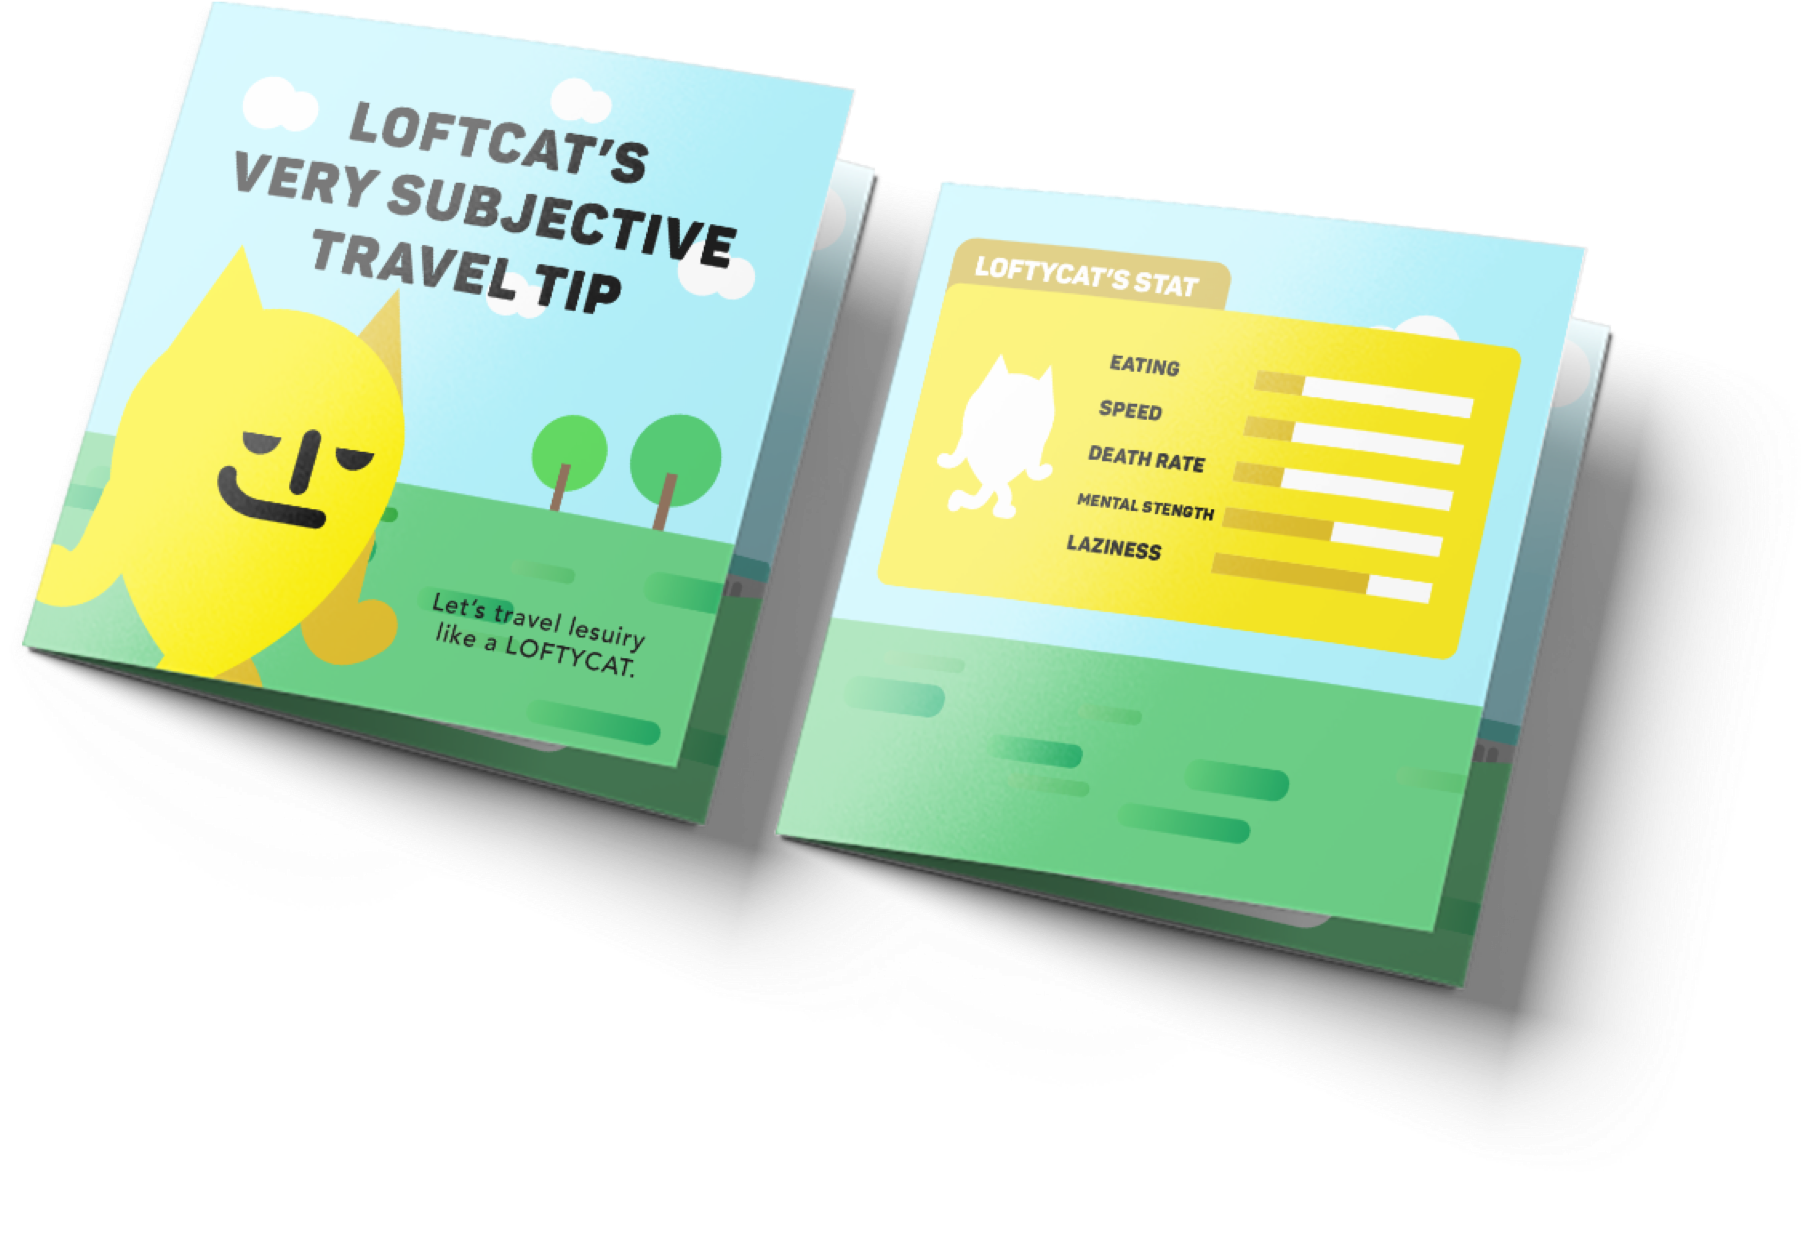 LOFTCAT'S
VERY SUBJECTIVE
TRAVEL TIP
Let's travel lesuiry
like a LOFTYCAT.
LOFTYCAT'S STAT
EATING
SPEED
DEATH RATE
MENTAL STENGTH
LAZINESS